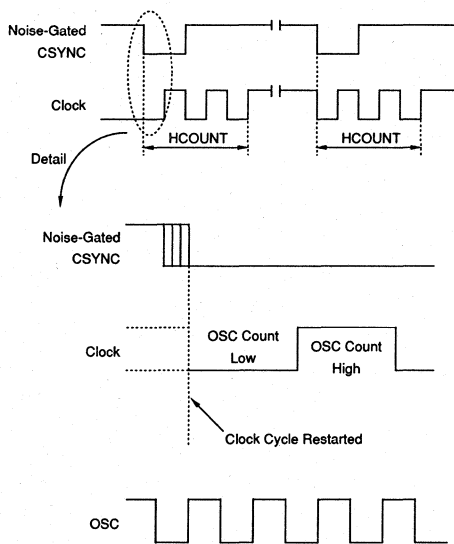 Noise-Gated
CSYNC
Clock
HCOUNT
HCOUNT
Detail
Noise-Gated
CSYNC
Clock
OSC Count
Low
OSC Count
High
Clock Cycle Restarted
OSC